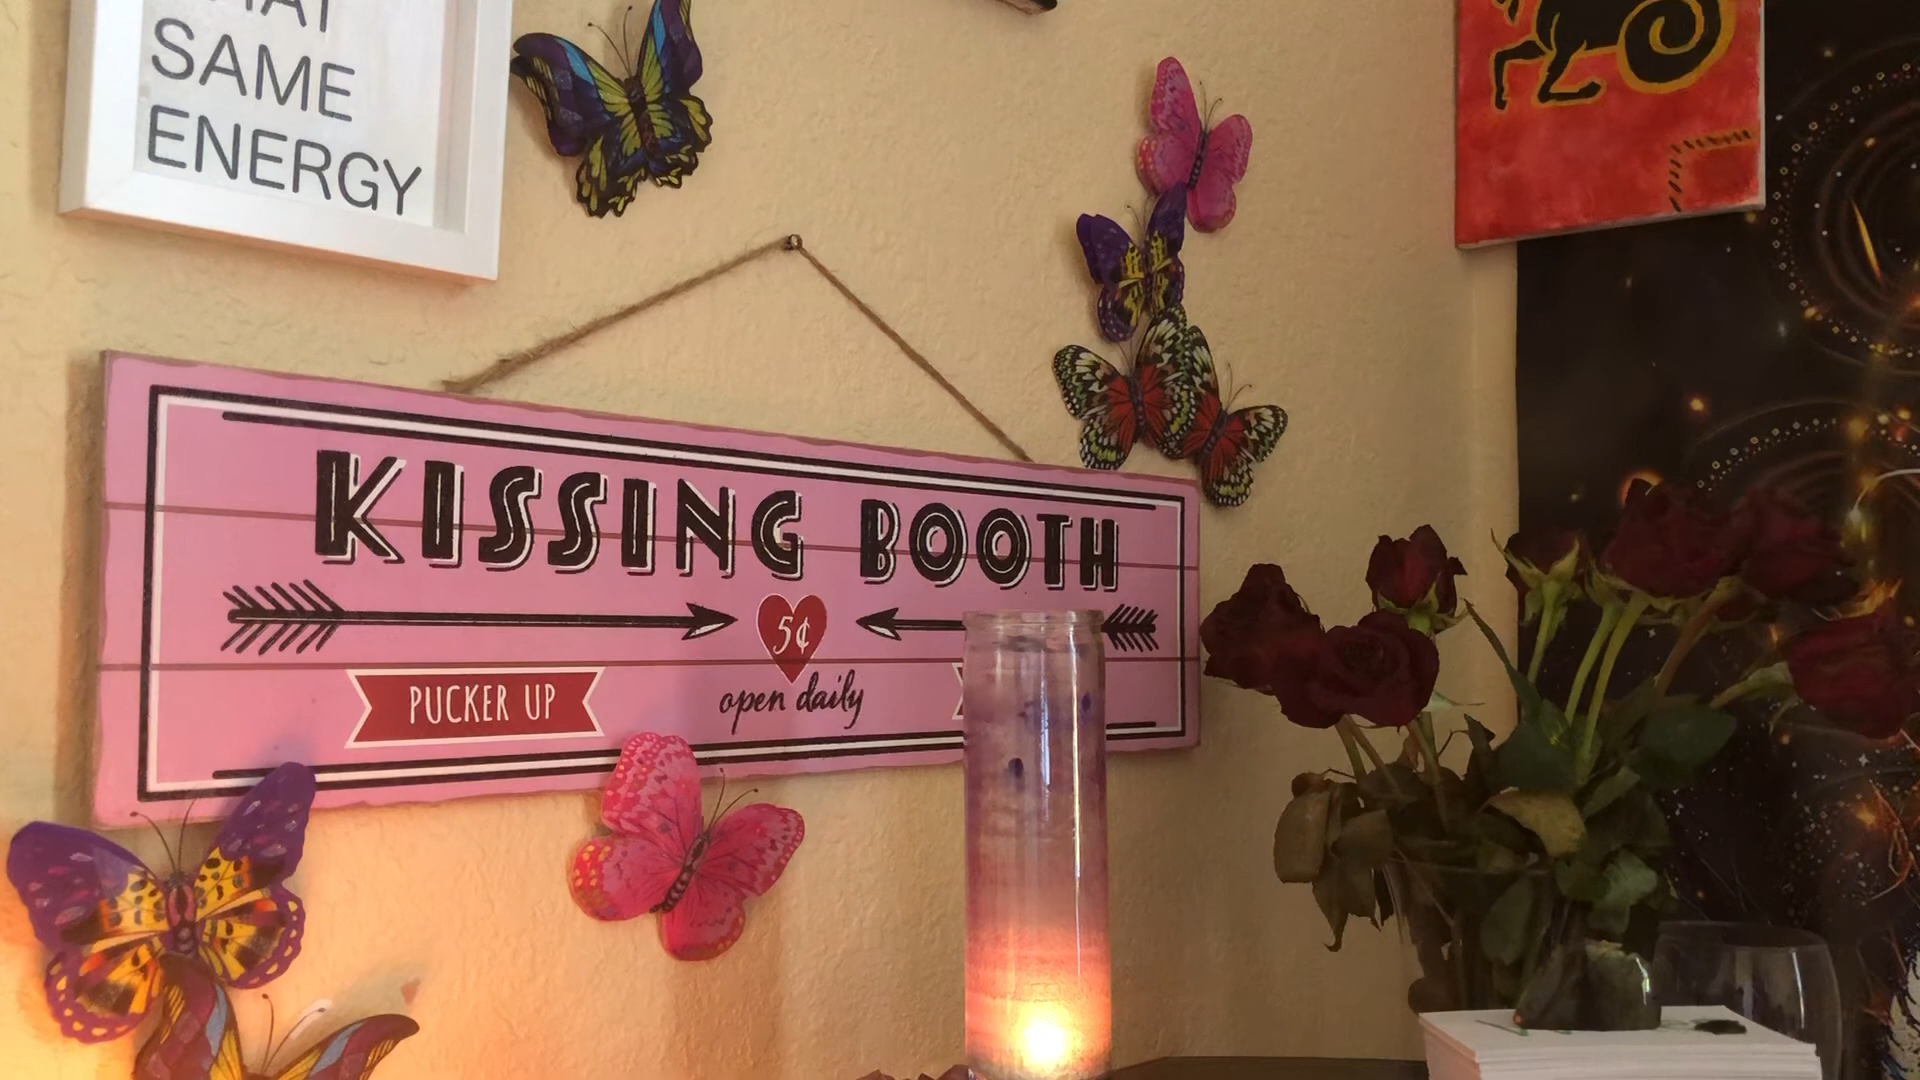 SAME
ENERGY
KISSING BOOTH
5¢
PUCKER UP
open daily